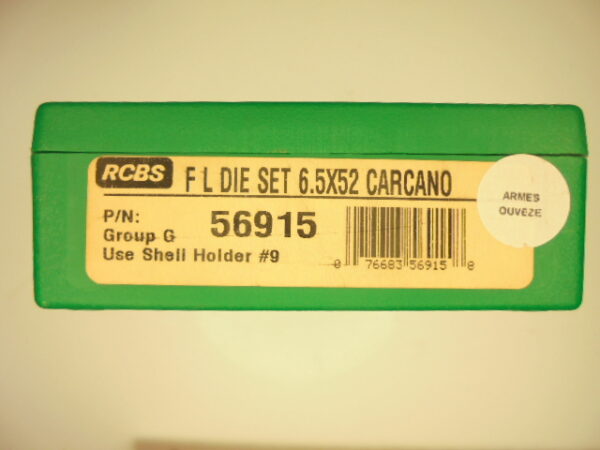 RCBS F L DIE SET 6.5X52 CARCANO
P/N: 56915
Group G
Use Shell Holder #9
0 76683 56915 8
ARMES
OUVEZE